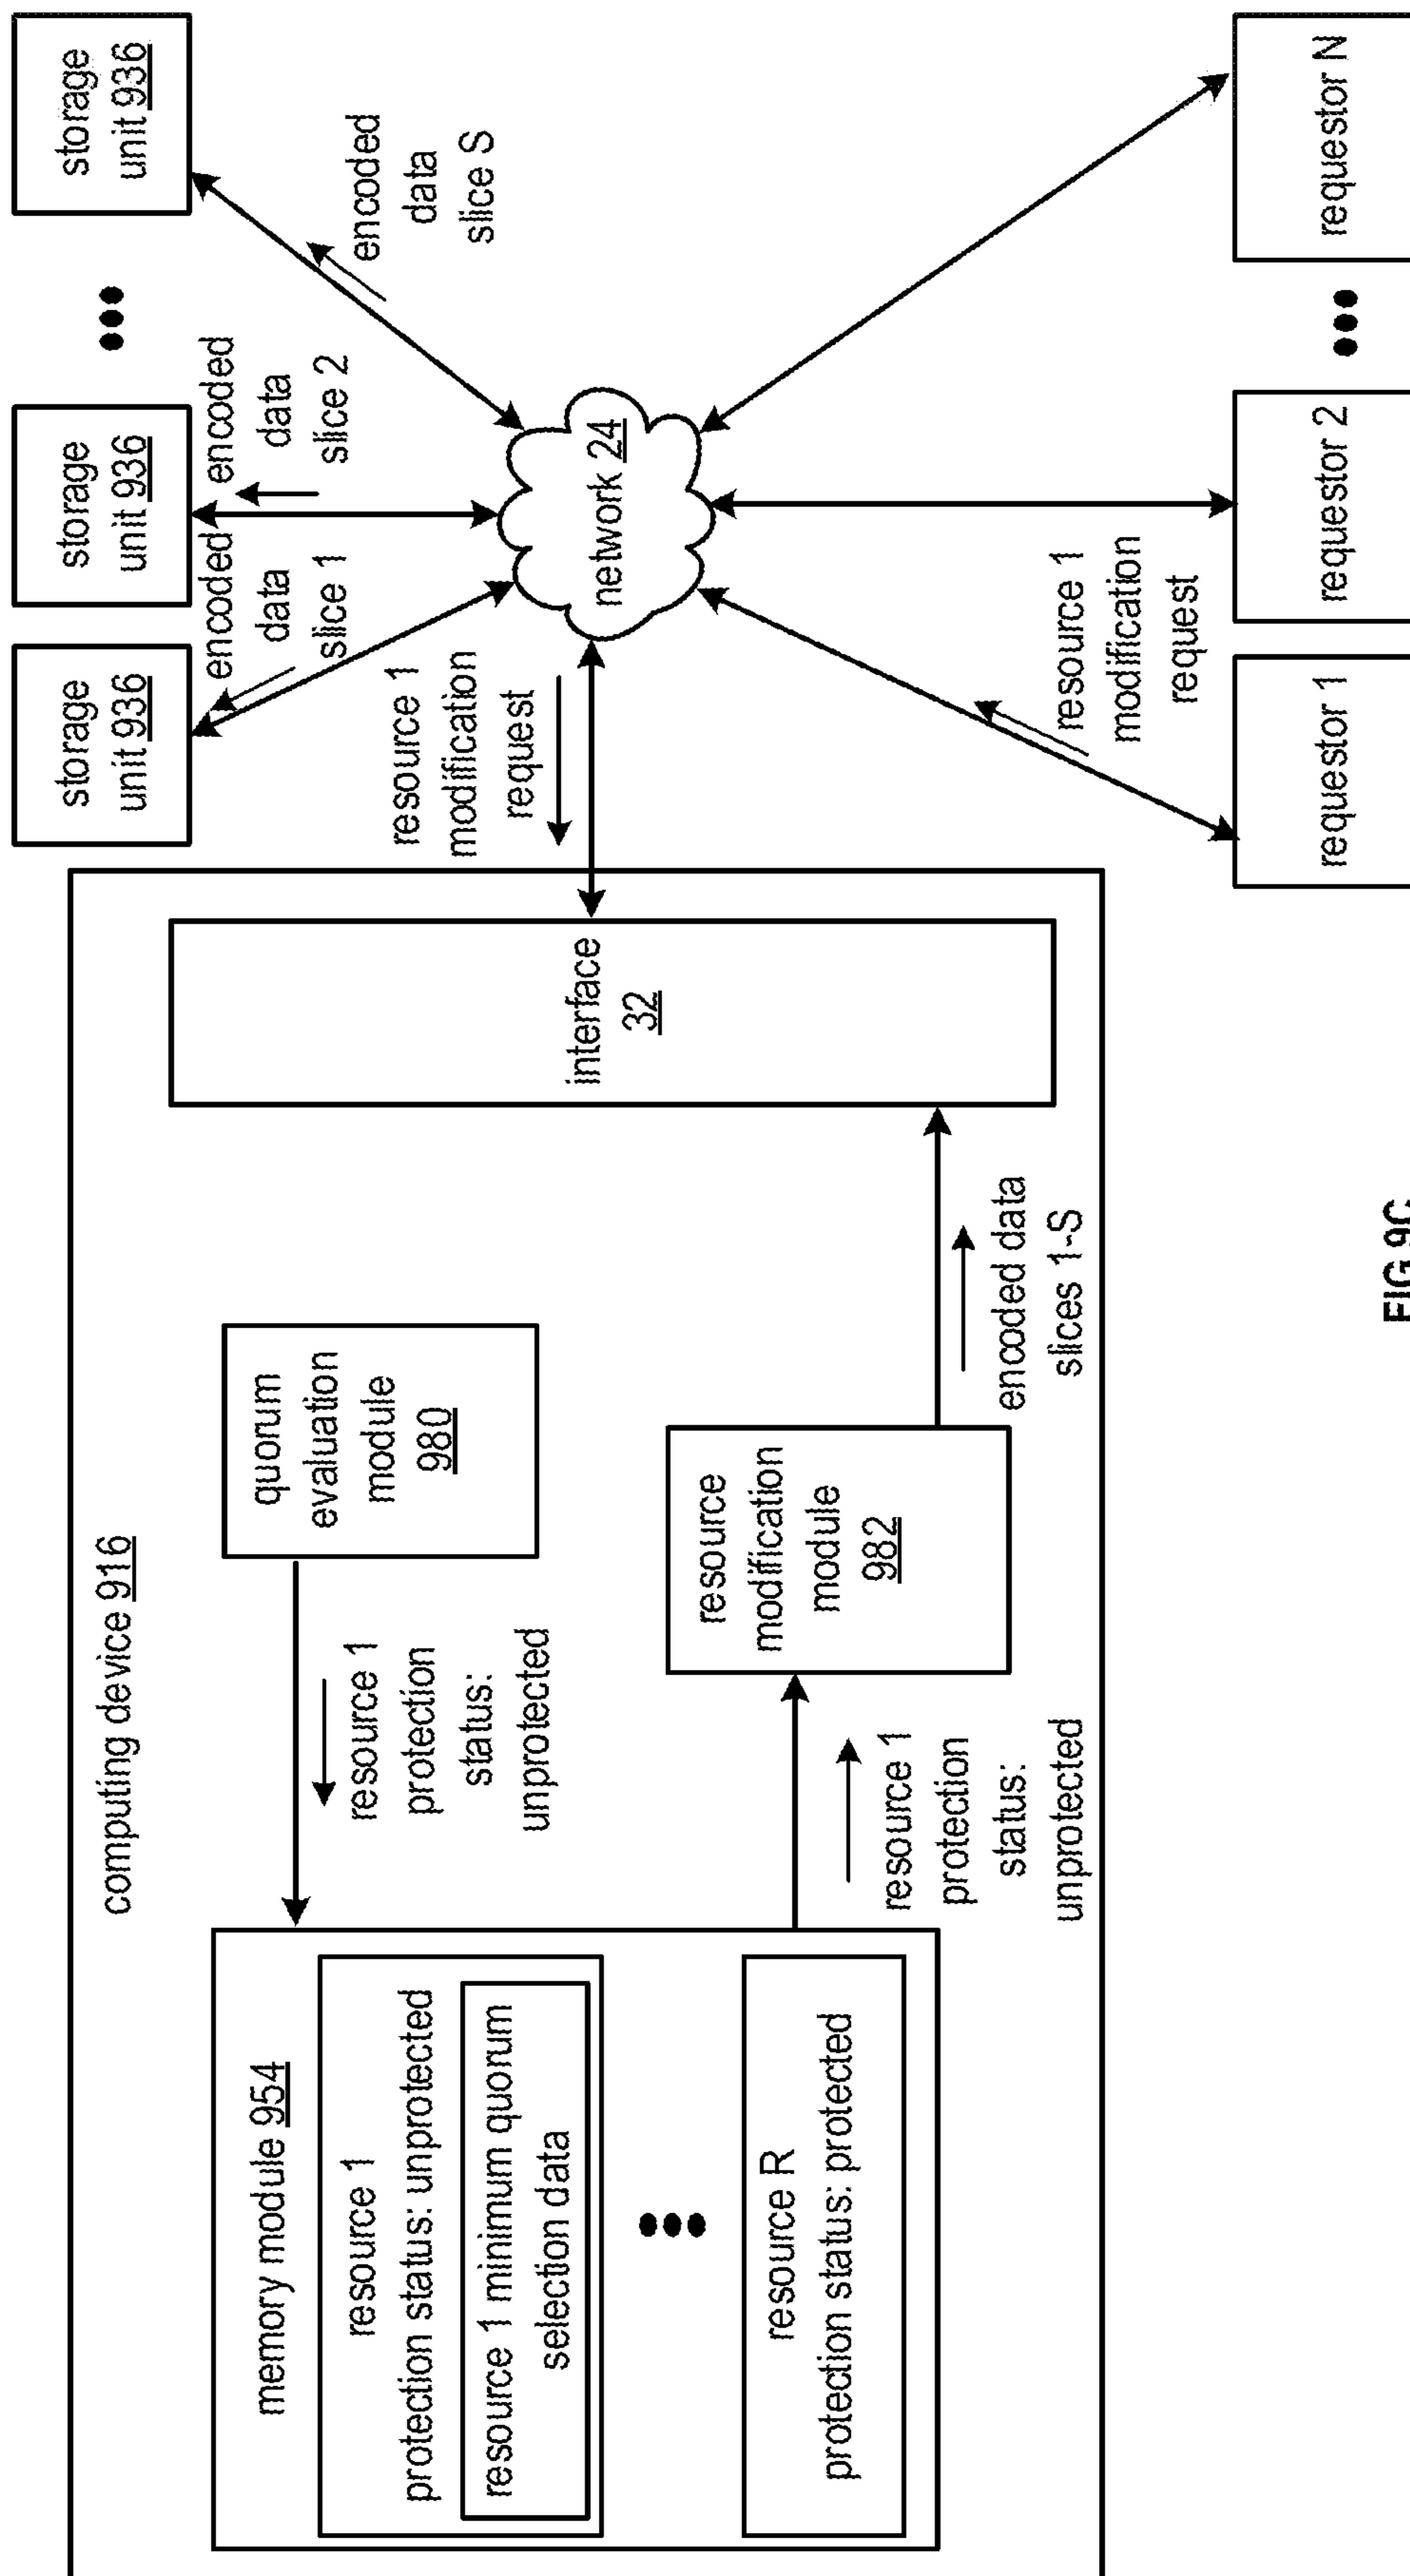 computing device 916
memory module 954
resource 1
protection status: unprotected
resource 1 minimum quorum
selection data
resource R
protection status: protected
resource 1
protection
status:
unprotected
quorum
evaluation
module
980
resource 1
protection
status:
unprotected
resource
modification
module
982
encoded data
slices 1-S
interface
32
resource 1
modification
request
network 24
storage
unit 936
storage
unit 936
storage
unit 936
encoded
data
slice 1
encoded
data
slice 2
encoded
data
slice S
resource 1
modification
request
requestor 1
requestor 2
requestor N
FIG 9C